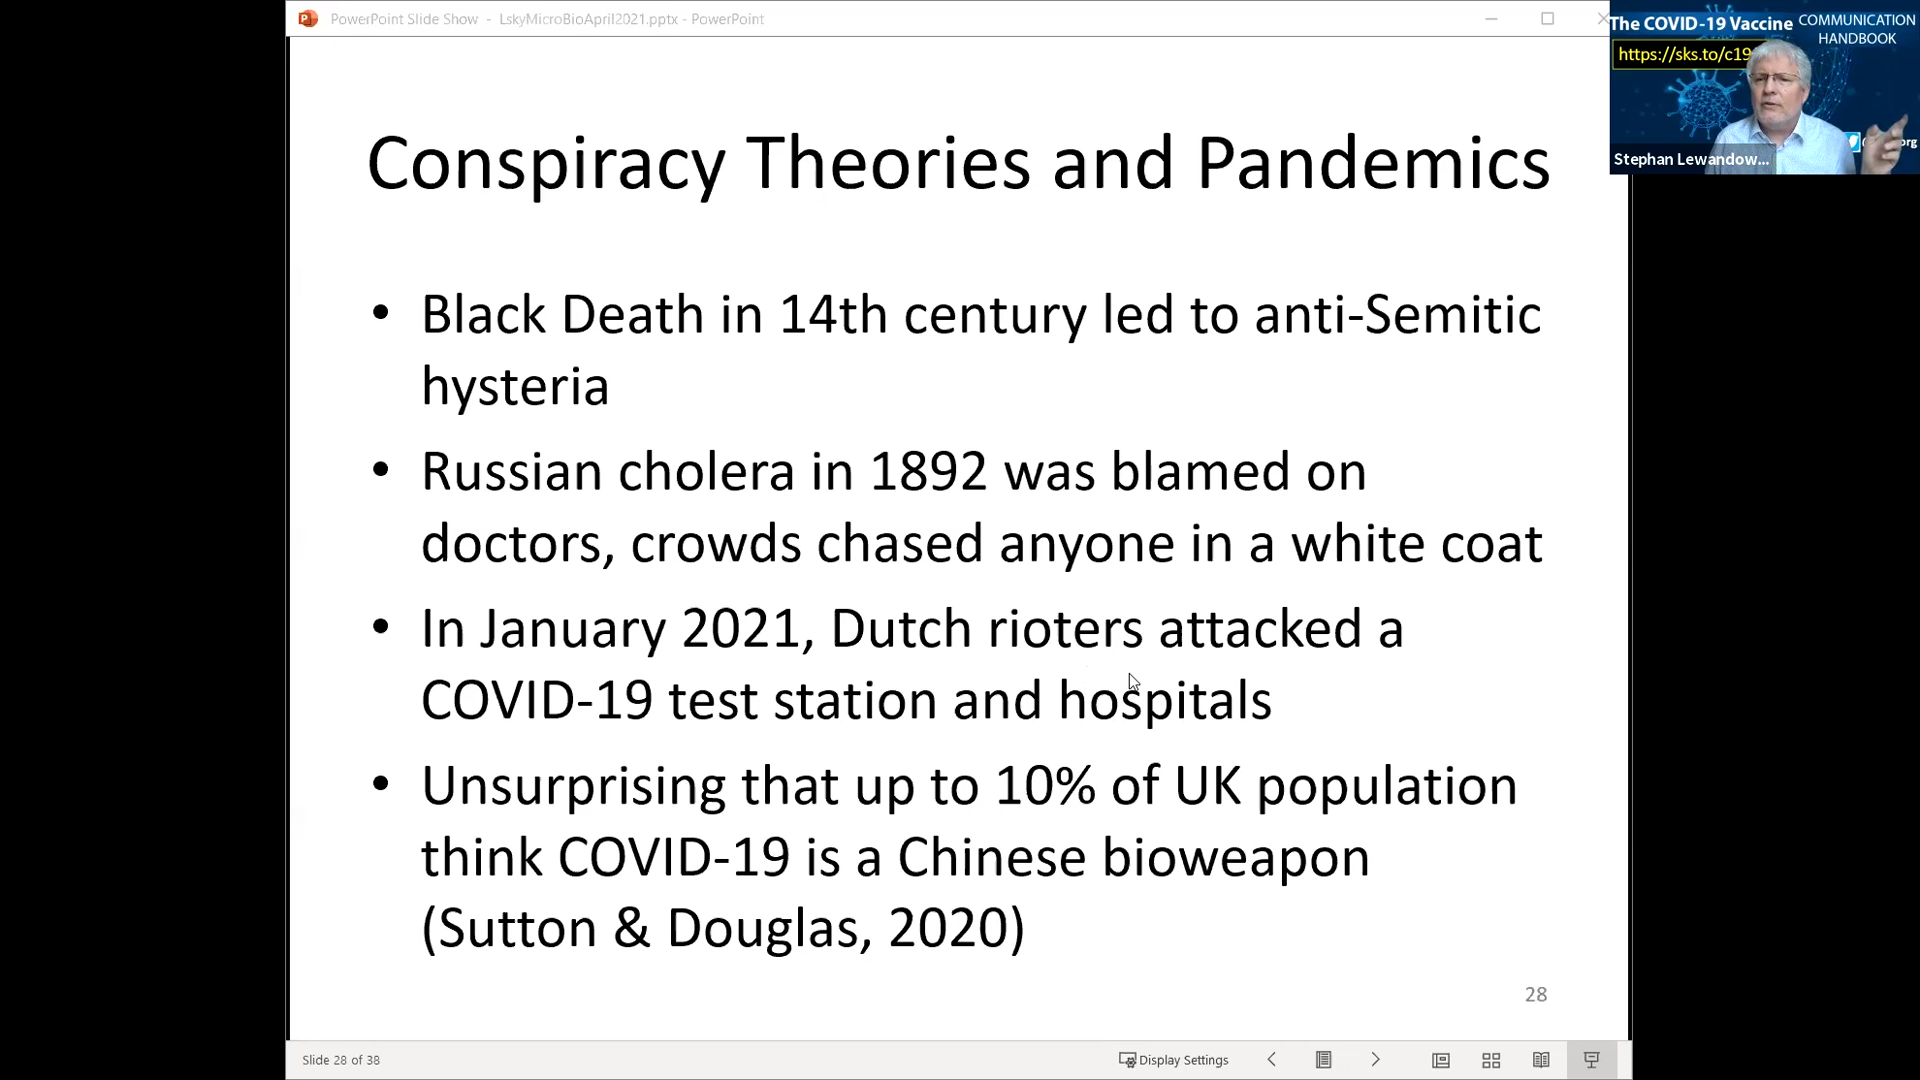 PowerPoint Slide Show - LskyMicroBioApril2021.pptx - PowerPoint
The COVID-19 Vaccine COMMUNICATION
HANDBOOK
https://sks.to/c19
Stephan Lewandow...
Conspiracy Theories and Pandemics
• Black Death in 14th century led to anti-Semitic
hysteria
• Russian cholera in 1892 was blamed on
doctors, crowds chased anyone in a white coat
• In January 2021, Dutch rioters attacked a
COVID-19 test station and hospitals
• Unsurprising that up to 10% of UK population
think COVID-19 is a Chinese bioweapon
(Sutton & Douglas, 2020)
28
Slide 28 of 38
Display Settings